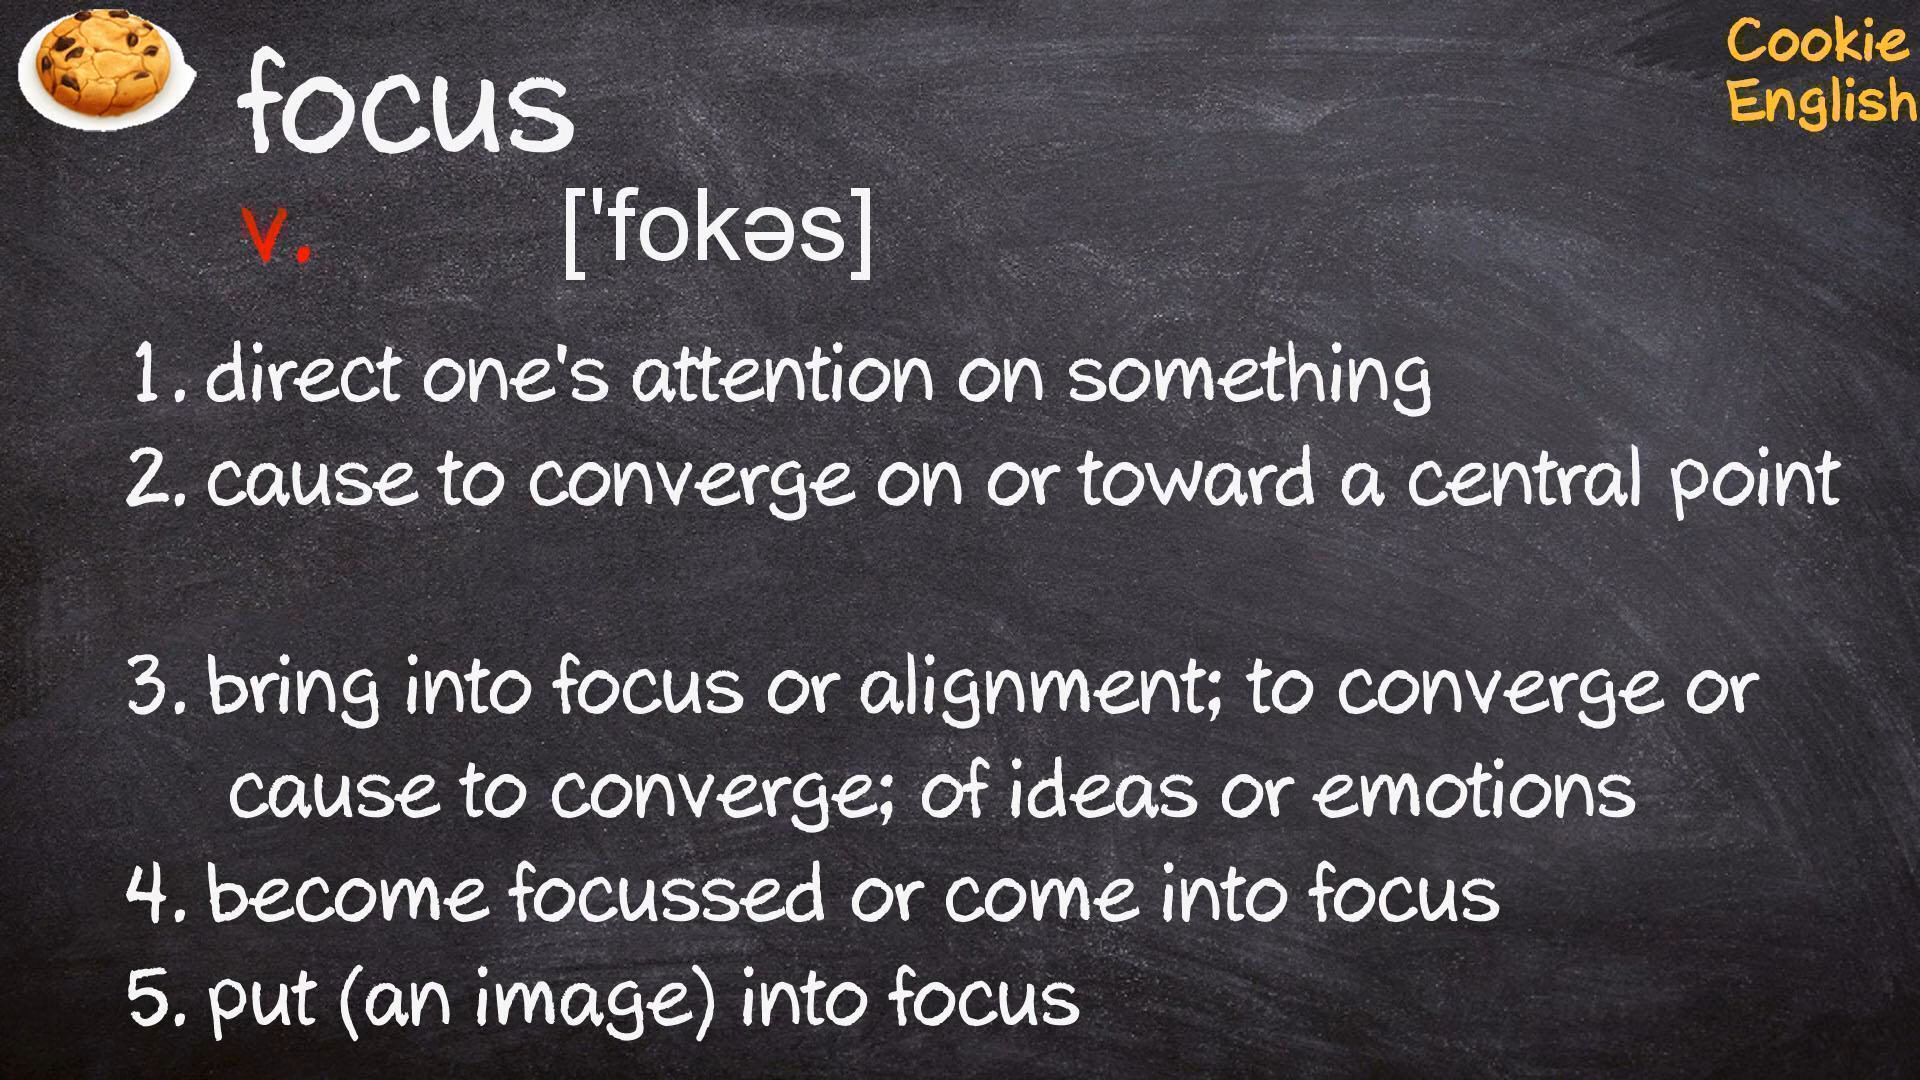 focus
Cookie
English
v. ['fokəs]
1. direct one's attention on something
2. cause to converge on or toward a central point
3. bring into focus or alignment; to converge or
cause to converge; of ideas or emotions
4. become focussed or come into focus
5. put (an image) into focus